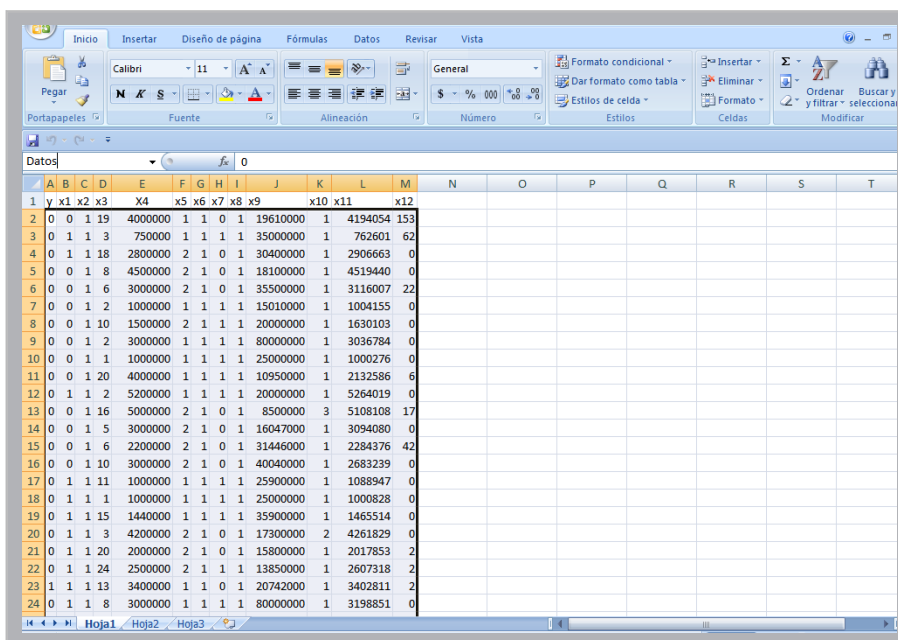 Inicio Insertar Diseño de página Fórmulas Datos Revisar Vista
Pegar
Calibri 11 A A
General
Formato condicional
Insertar
Σ
Dar formato como tabla
Eliminar
N K S A
$ % 000
Estilos de celda
Formato
Ordenar y filtrar
Buscar y seleccionar
Portapapeles Fuente Alineación Número Estilos Celdas Modificar
Datos fx 0
A B C D E F G H I J K L M N O P Q R S T
1 y x1 x2 x3 X4 x5 x6 x7 x8 x9 x10 x11 x12
2 0 0 1 19 4000000 1 1 0 1 19610000 1 4194054 153
3 0 1 1 3 750000 1 1 1 1 35000000 1 762601 62
4 0 1 1 18 2800000 2 1 0 1 30400000 1 2906663 0
5 0 0 1 8 4500000 2 1 0 1 18100000 1 4519440 0
6 0 0 1 6 3000000 2 1 0 1 35500000 1 3116007 22
7 0 0 1 2 1000000 1 1 1 1 15010000 1 1004155 0
8 0 0 1 10 1500000 2 1 1 1 20000000 1 1630103 0
9 0 0 1 2 3000000 1 1 1 1 80000000 1 3036784 0
10 0 0 1 1 1000000 1 1 1 1 25000000 1 1000276 0
11 0 0 1 20 4000000 1 1 1 1 10950000 1 2132586 6
12 0 1 1 2 5200000 1 1 1 1 20000000 1 5264019 0
13 0 0 1 16 5000000 2 1 0 1 8500000 3 5108108 17
14 0 0 1 5 3000000 2 1 0 1 16047000 1 3094080 0
15 0 0 1 6 2200000 2 1 0 1 31446000 1 2284376 42
16 0 0 1 10 3000000 2 1 0 1 40040000 1 2683239 0
17 0 1 1 11 1000000 1 1 1 1 25900000 1 1088947 0
18 0 1 1 1 1000000 1 1 1 1 25000000 1 1000828 0
19 0 1 1 15 1440000 1 1 1 1 35900000 1 1465514 0
20 0 1 1 3 4200000 2 1 0 1 17300000 2 4261829 0
21 0 1 1 20 2000000 2 1 0 1 15800000 1 2017853 2
22 0 1 1 24 2500000 2 1 1 1 13850000 1 2607318 2
23 1 1 1 13 3400000 1 1 0 1 20742000 1 3402811 2
24 0 1 1 8 3000000 1 1 1 1 80000000 1 3198851 0
Hoja1 Hoja2 Hoja3